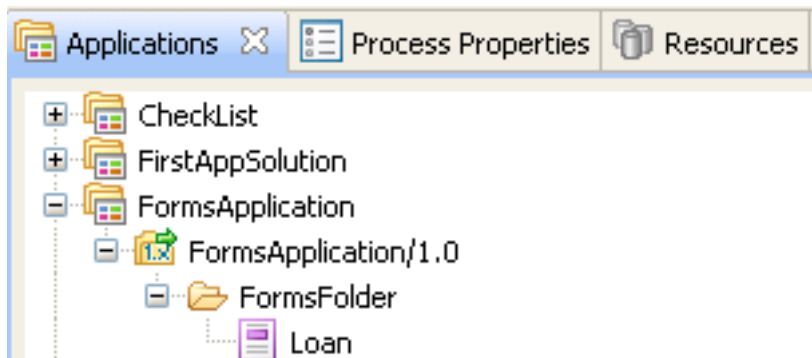 Applications Process Properties Resources
CheckList
FirstAppSolution
FormsApplication
FormsApplication/1.0
FormsFolder
Loan